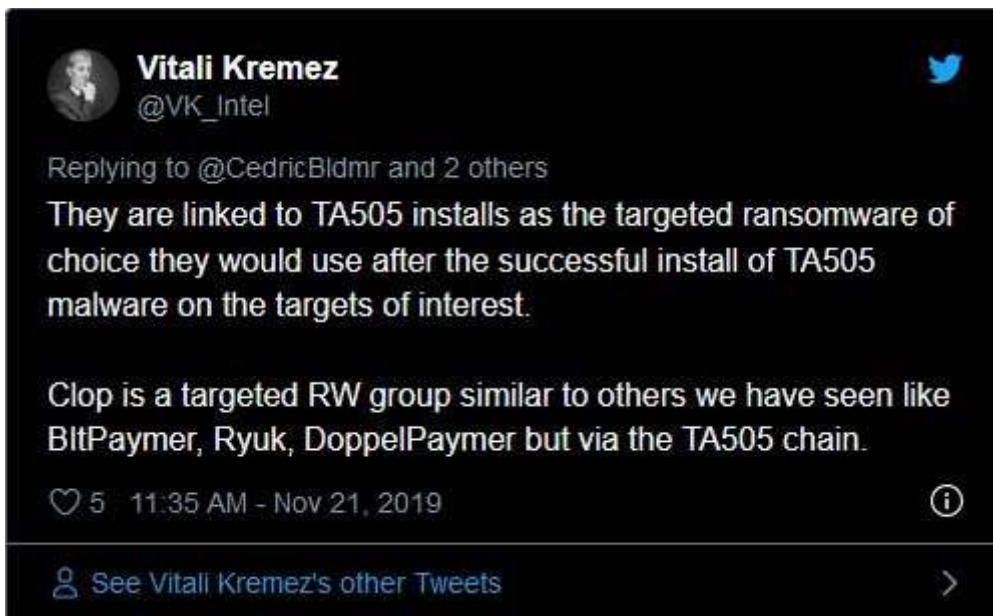 Vitali Kremez
@VK_Intel
Replying to @CedricBldmr and 2 others
They are linked to TA505 installs as the targeted ransomware of
choice they would use after the successful install of TA505
malware on the targets of interest.
Clop is a targeted RW group similar to others we have seen like
BItPaymer, Ryuk, DoppelPaymer but via the TA505 chain.
5 11:35 AM - Nov 21, 2019
See Vitali Kremez's other Tweets